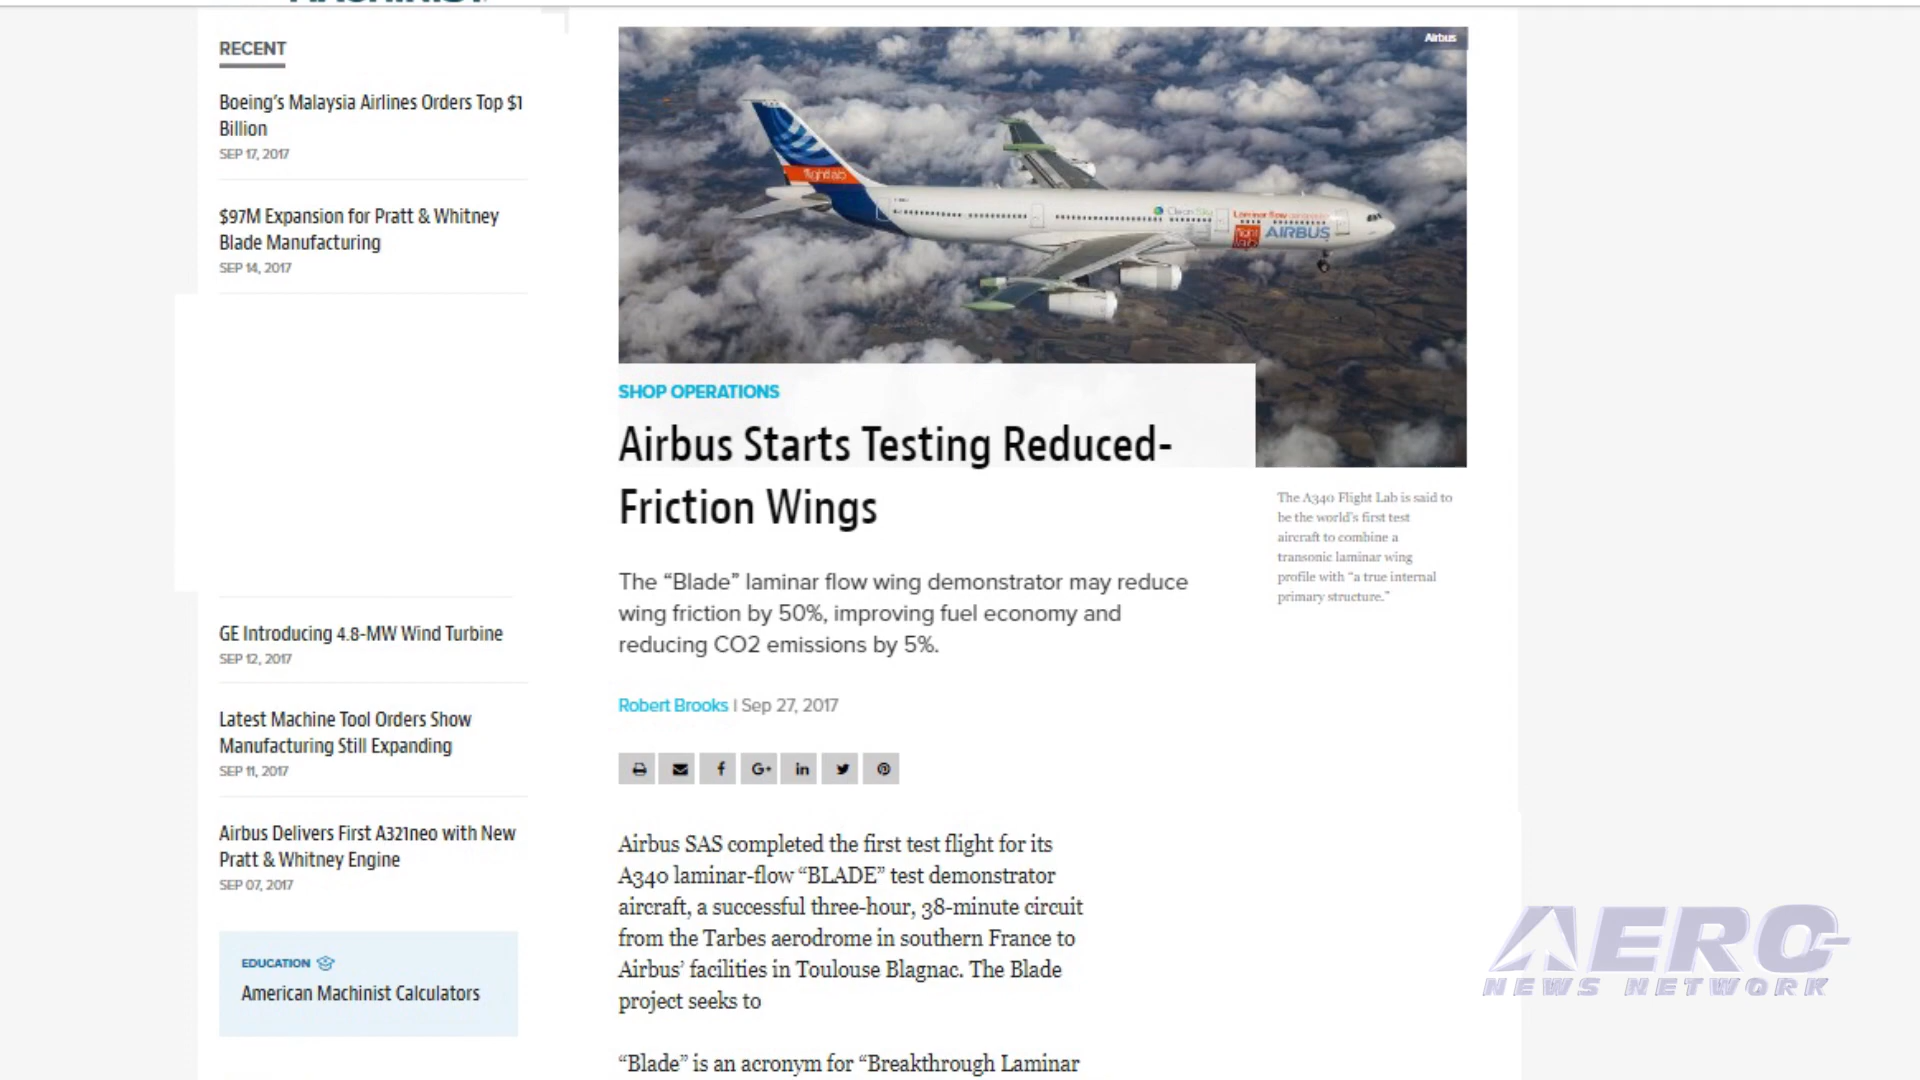 RECENT
Boeing's Malaysia Airlines Orders Top $1
Billion
SEP 17, 2017
$97M Expansion for Pratt & Whitney
Blade Manufacturing
SEP 14, 2017
GE Introducing 4.8-MW Wind Turbine
SEP 12, 2017
Latest Machine Tool Orders Show
Manufacturing Still Expanding
SEP 11, 2017
Airbus Delivers First A321neo with New
Pratt & Whitney Engine
SEP 07, 2017
EDUCATION
American Machinist Calculators
Airbus
flightlab
Clean Sky
Laminar flow
flight lab
AIRBUS
SHOP OPERATIONS
Airbus Starts Testing Reduced-
Friction Wings
The “Blade” laminar flow wing demonstrator may reduce
wing friction by 50%, improving fuel economy and
reducing CO2 emissions by 5%.
Robert Brooks | Sep 27, 2017
f G+ in
The A340 Flight Lab is said to
be the world's first test
aircraft to combine a
transonic laminar wing
profile with “a true internal
primary structure.”
Airbus SAS completed the first test flight for its
A340 laminar-flow “BLADE” test demonstrator
aircraft, a successful three-hour, 38-minute circuit
from the Tarbes aerodrome in southern France to
Airbus’ facilities in Toulouse Blagnac. The Blade
project seeks to
“Blade” is an acronym for “Breakthrough Laminar
AERO-
NEWS NETWORK